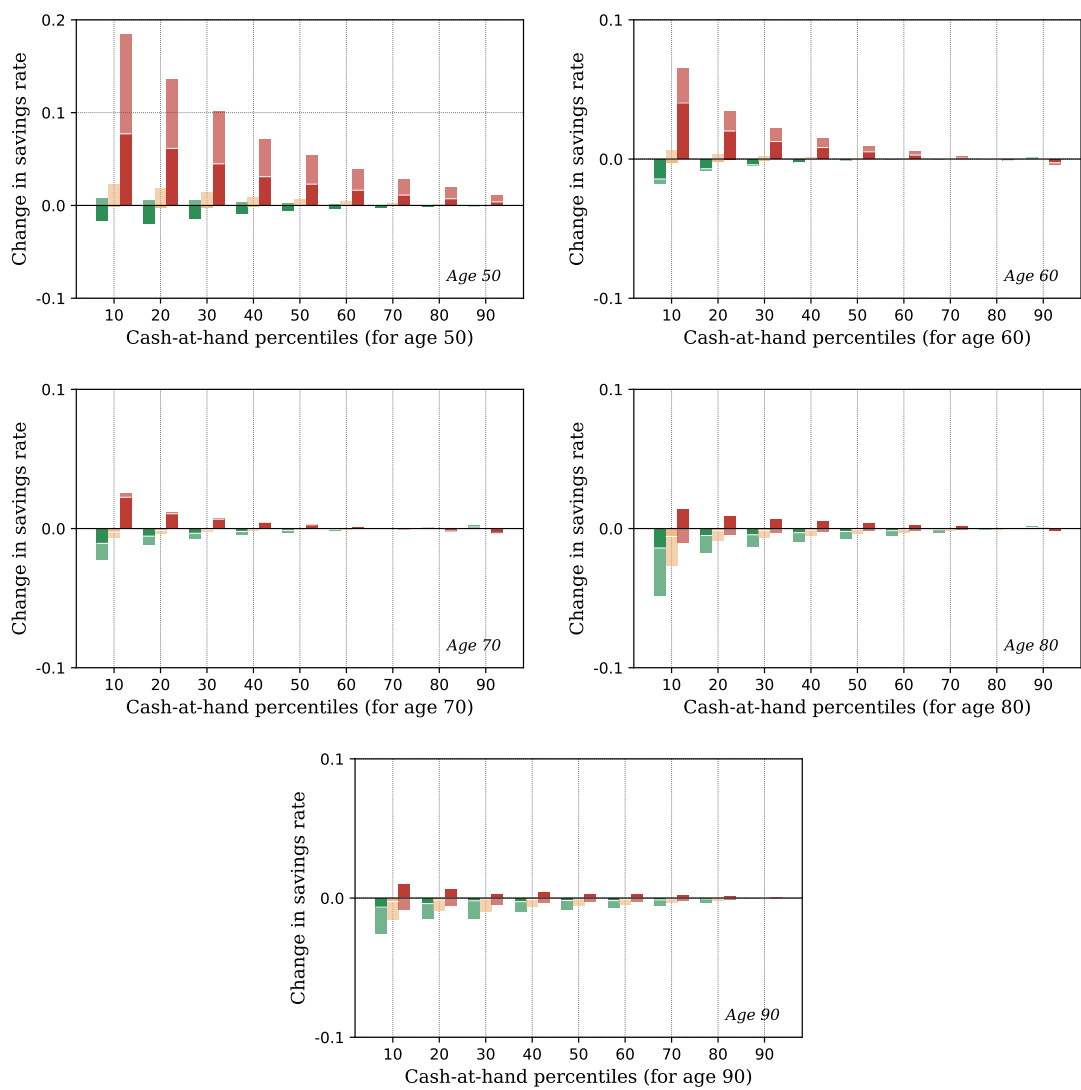 0.2
0.1
0.0
-0.1
Change in savings rate
Age 50
10 20 30 40 50 60 70 80 90
Cash-at-hand percentiles (for age 50)
0.1
0.0
-0.1
Change in savings rate
Age 60
10 20 30 40 50 60 70 80 90
Cash-at-hand percentiles (for age 60)
0.1
0.0
-0.1
Change in savings rate
Age 70
10 20 30 40 50 60 70 80 90
Cash-at-hand percentiles (for age 70)
0.1
0.0
-0.1
Change in savings rate
Age 80
10 20 30 40 50 60 70 80 90
Cash-at-hand percentiles (for age 80)
0.1
0.0
-0.1
Change in savings rate
Age 90
10 20 30 40 50 60 70 80 90
Cash-at-hand percentiles (for age 90)